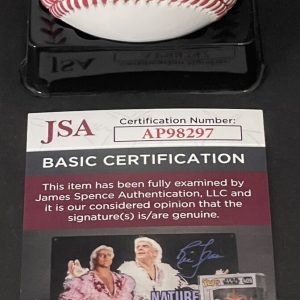 JSA
Certification Number:
AP98297
BASIC CERTIFICATION
This item has been fully examined by
James Spence Authentication, LLC and
it is our considered opinion that the
signature(s) is/are genuine.
NATURE